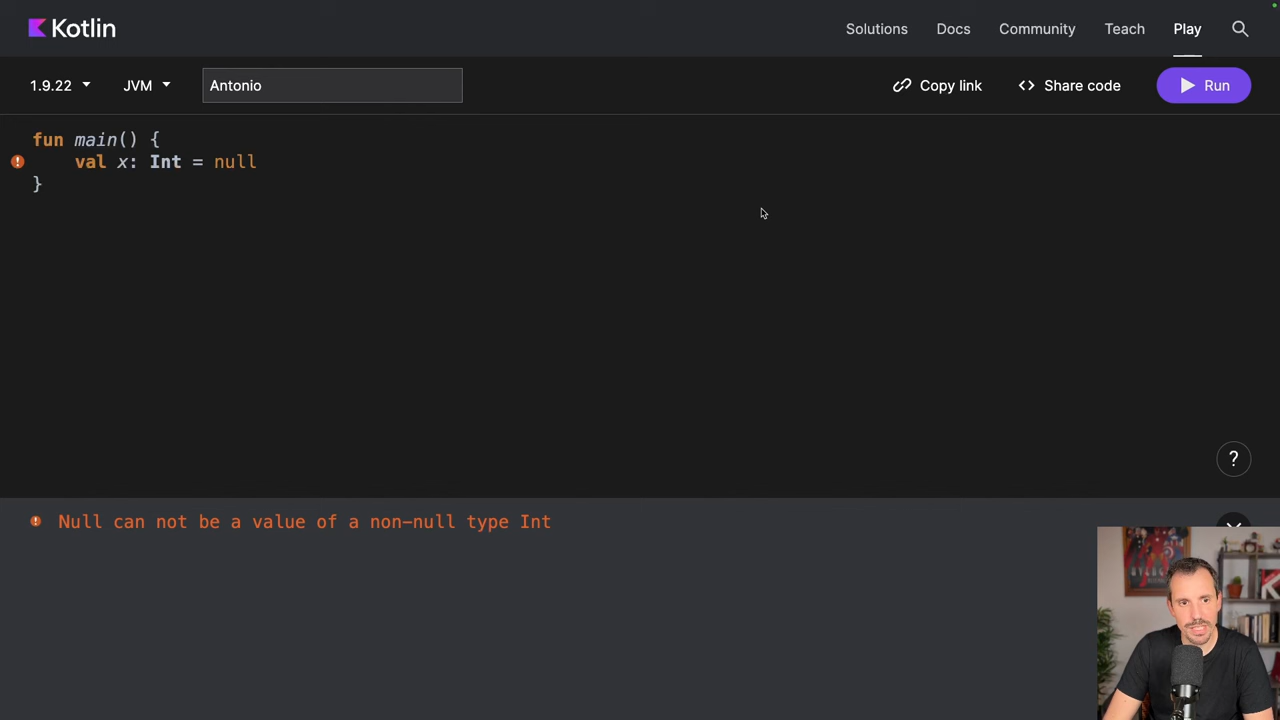 Kotlin
Solutions
Docs
Community
Teach
Play
1.9.22
JVM
Antonio
Copy link
<> Share code
Run
fun main() {
    val x: Int = null
}
?
Null can not be a value of a non-null type Int